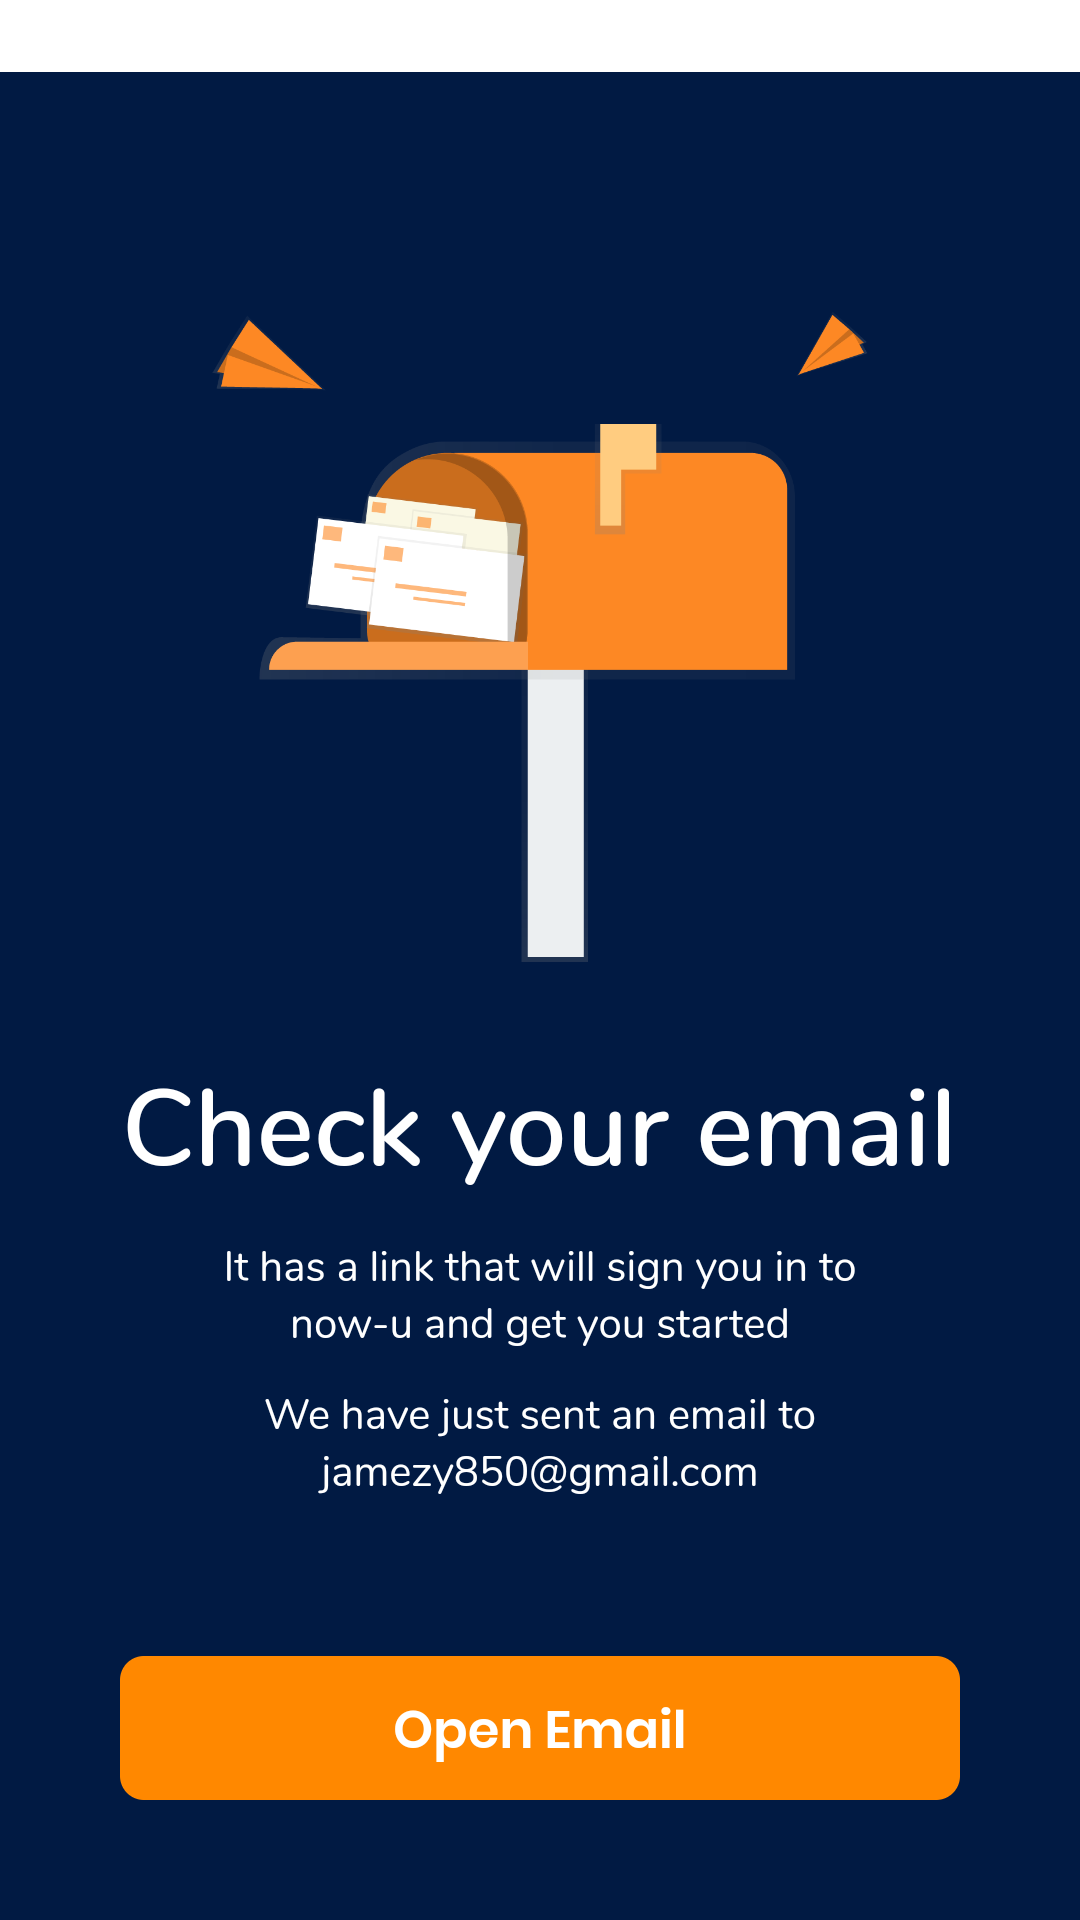 Check your email
It has a link that will sign you in to
now-u and get you started
We have just sent an email to
jamezy850@gmail.com
Open Email